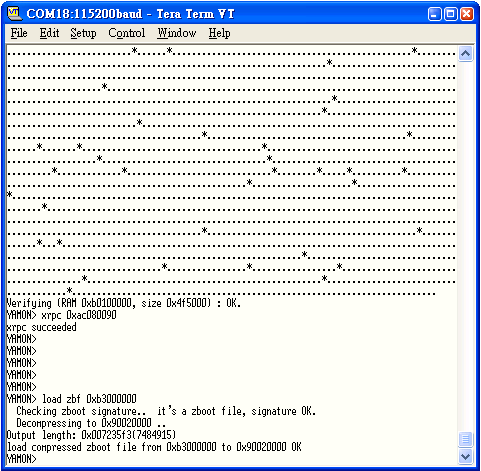 COM18:115200baud - Tera Term VT
File Edit Setup Control Window Help
Verifying (RAM 0xb0100000, size 0x4f5000) : OK.
YAMON> xrpc 0xac080090
xrpc succeeded
YAMON>
YAMON>
YAMON>
YAMON>
YAMON>
YAMON> load zbf 0xb3000000
Checking zboot signature.. it's a zboot file, signature OK.
Decompressing to 0x90020000 ..
Output length: 0x007235f3(7484915)
load compressed zboot file from 0xb3000000 to 0x90020000 OK
YAMON>